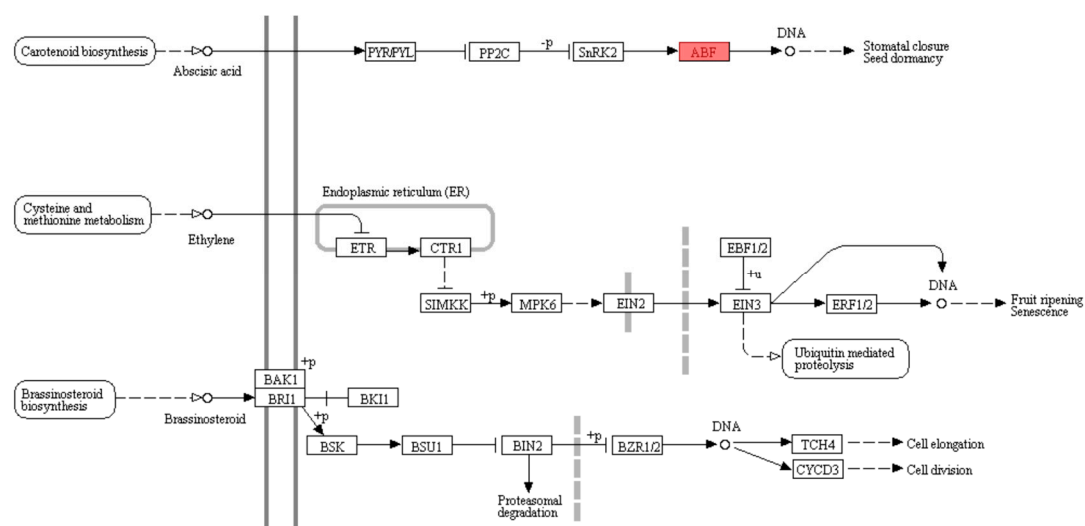 Carotenoid biosynthesis
Abscisic acid
PYR/PYL
PP2C
-p
SnRK2
ABF
DNA
Stomatal closure
Seed dormancy
Cysteine and
methionine metabolism
Ethylene
Endoplasmic reticulum (ER)
ETR
CTR1
SIMKK
+p
MPK6
EIN2
EBF1/2
+u
EIN3
ERF1/2
DNA
Fruit ripening
Senescence
Ubiquitin mediated
proteolysis
Brassinosteroid
biosynthesis
Brassinosteroid
+p
BAK1
BRI1
BKI1
+p
BSK
BSU1
BIN2
+p
BZR1/2
DNA
TCH4
Cell elongation
CYCD3
Cell division
Proteasomal
degradation